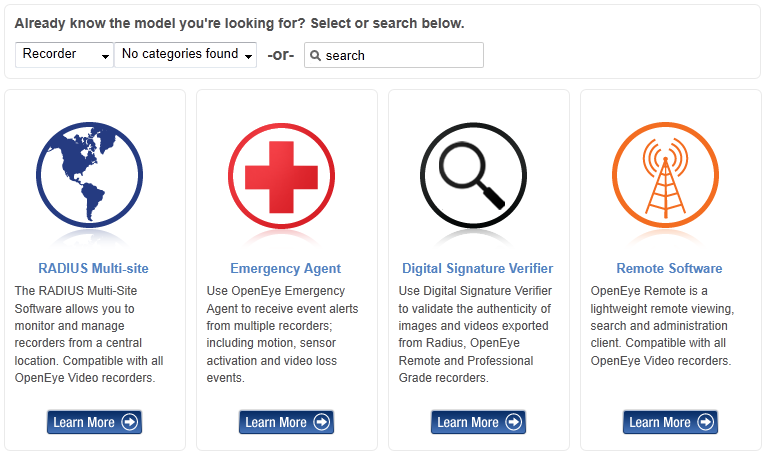 Already know the model you're looking for? Select or search below.
Recorder No categories found -or- search
RADIUS Multi-site
The RADIUS Multi-Site
Software allows you to
monitor and manage
recorders from a central
location. Compatible with all
OpenEye Video recorders.
Learn More
Emergency Agent
Use OpenEye Emergency
Agent to receive event alerts
from multiple recorders;
including motion, sensor
activation and video loss
events.
Learn More
Digital Signature Verifier
Use Digital Signature Verifier
to validate the authenticity of
images and videos exported
from Radius, OpenEye
Remote and Professional
Grade recorders.
Learn More
Remote Software
OpenEye Remote is a
lightweight remote viewing,
search and administration
client. Compatible with all
OpenEye Video recorders.
Learn More